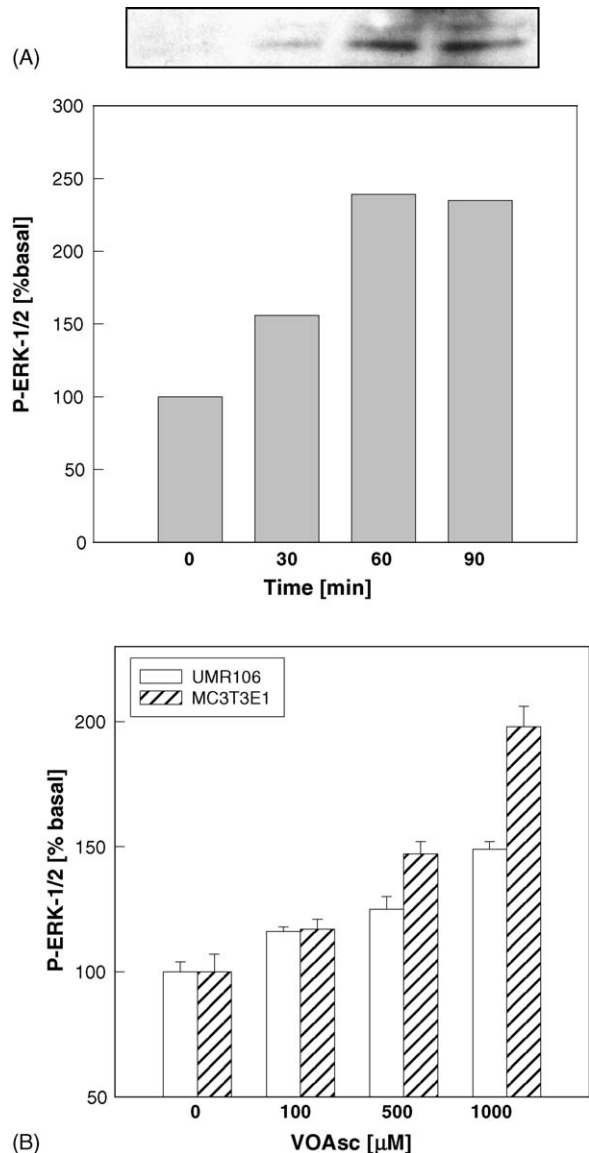 (A)
300
250
200
150
100
50
0
P-ERK-1/2 [%basal]
0 30 60 90
Time [min]
UMR106
MC3T3E1
200
150
100
50
P-ERK-1/2 [% basal]
0 100 500 1000
(B) VOAsc [µM]